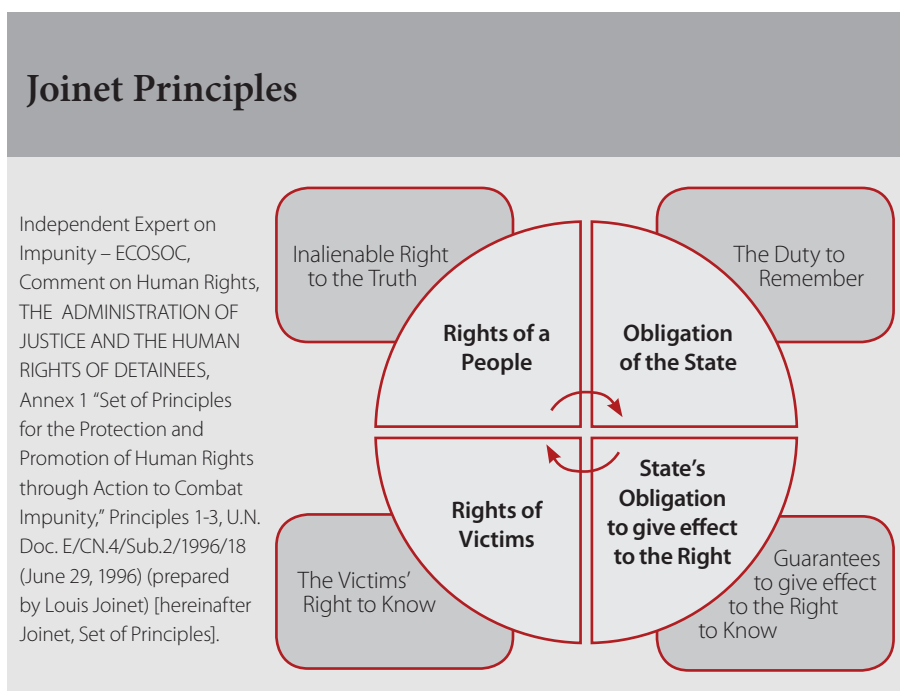 Joinet Principles
Independent Expert on
Impunity – ECOSOC,
Comment on Human Rights,
THE ADMINISTRATION OF
JUSTICE AND THE HUMAN
RIGHTS OF DETAINEES,
Annex 1 “Set of Principles
for the Protection and
Promotion of Human Rights
through Action to Combat
Impunity,” Principles 1-3, U.N.
Doc. E/CN.4/Sub.2/1996/18
(June 29, 1996) (prepared
by Louis Joinet) [hereinafter
Joinet, Set of Principles].
Inalienable Right
to the Truth
The Duty to
Remember
Rights of a
People
Obligation
of the State
Rights of
Victims
State’s
Obligation
to give effect
to the Right
The Victims’
Right to Know
Guarantees
to give effect
to the Right
to Know